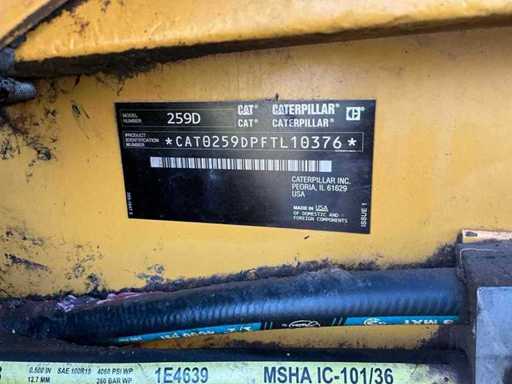 MODEL NUMBER 259D CAT® CATERPILLAR®
CAT® CATERPILLAR®
PRODUCT IDENTIFICATION NUMBER *CAT0259DPFTL10376*
CATERPILLAR INC.
PEORIA, IL 61629
USA
MADE IN USA
OF DOMESTIC AND
FOREIGN COMPONENTS
ISSUE 1
0.500 IN SAE 100R19 4060 PSI WP 1E4639 MSHA IC-101/36
12.7 MM 280 BAR WP